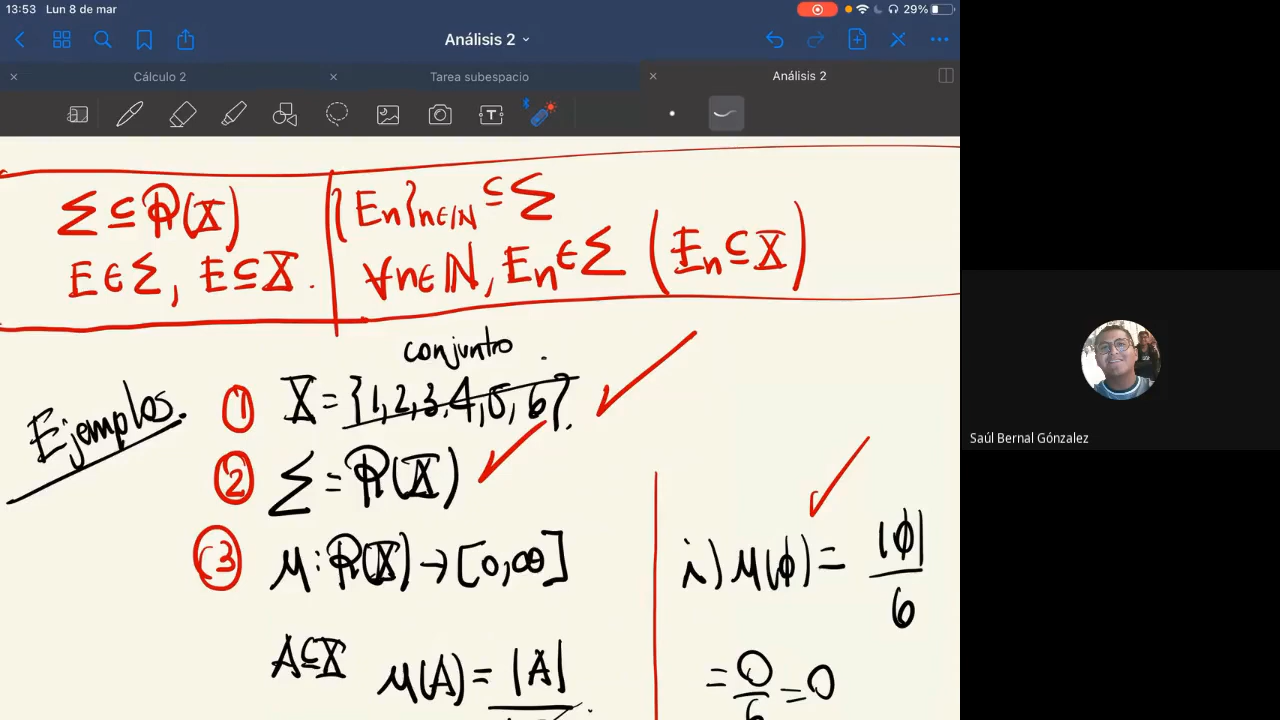 13:53 Lun 8 de mar 29%
Análisis 2
Cálculo 2 Tarea subespacio Análisis 2
Σ ⊆ P(X)
E ∈ Σ, E ⊆ X.
{En}n∈ℕ ⊆ Σ
∀n∈ℕ, En ∈ Σ (En ⊆ X)
Ejemplos.
conjunto.
① X = {1,2,3,4,5,6}.
② Σ = P(X)
③ μ: P(X) → [0,∞]
A ⊆ X μ(A) = |A|
i) μ(ϕ) = |ϕ|/6
= 0/6 = 0
Saúl Bernal Gónzalez